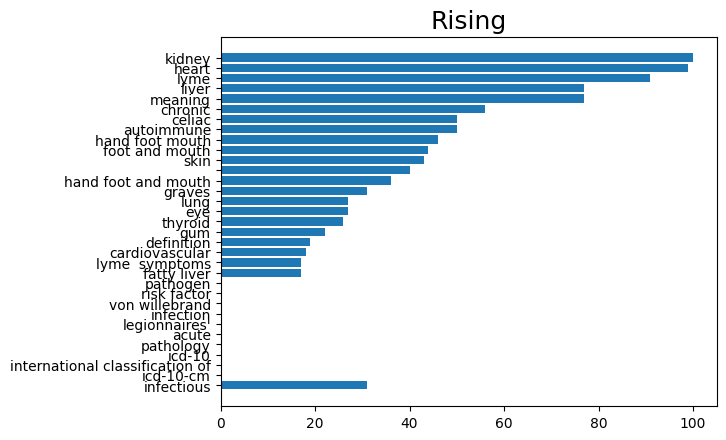 Rising
kidney
heart
lyme
liver
meaning
chronic
celiac
autoimmune
hand foot mouth
foot and mouth
skin
hand foot and mouth
graves
lung
eye
thyroid
gum
definition
cardiovascular
lyme  symptoms
fatty liver
pathogen
risk factor
von willebrand
infection
legionnaires'
acute
pathology
icd-10
international classification of
icd-10-cm
infectious
0 20 40 60 80 100